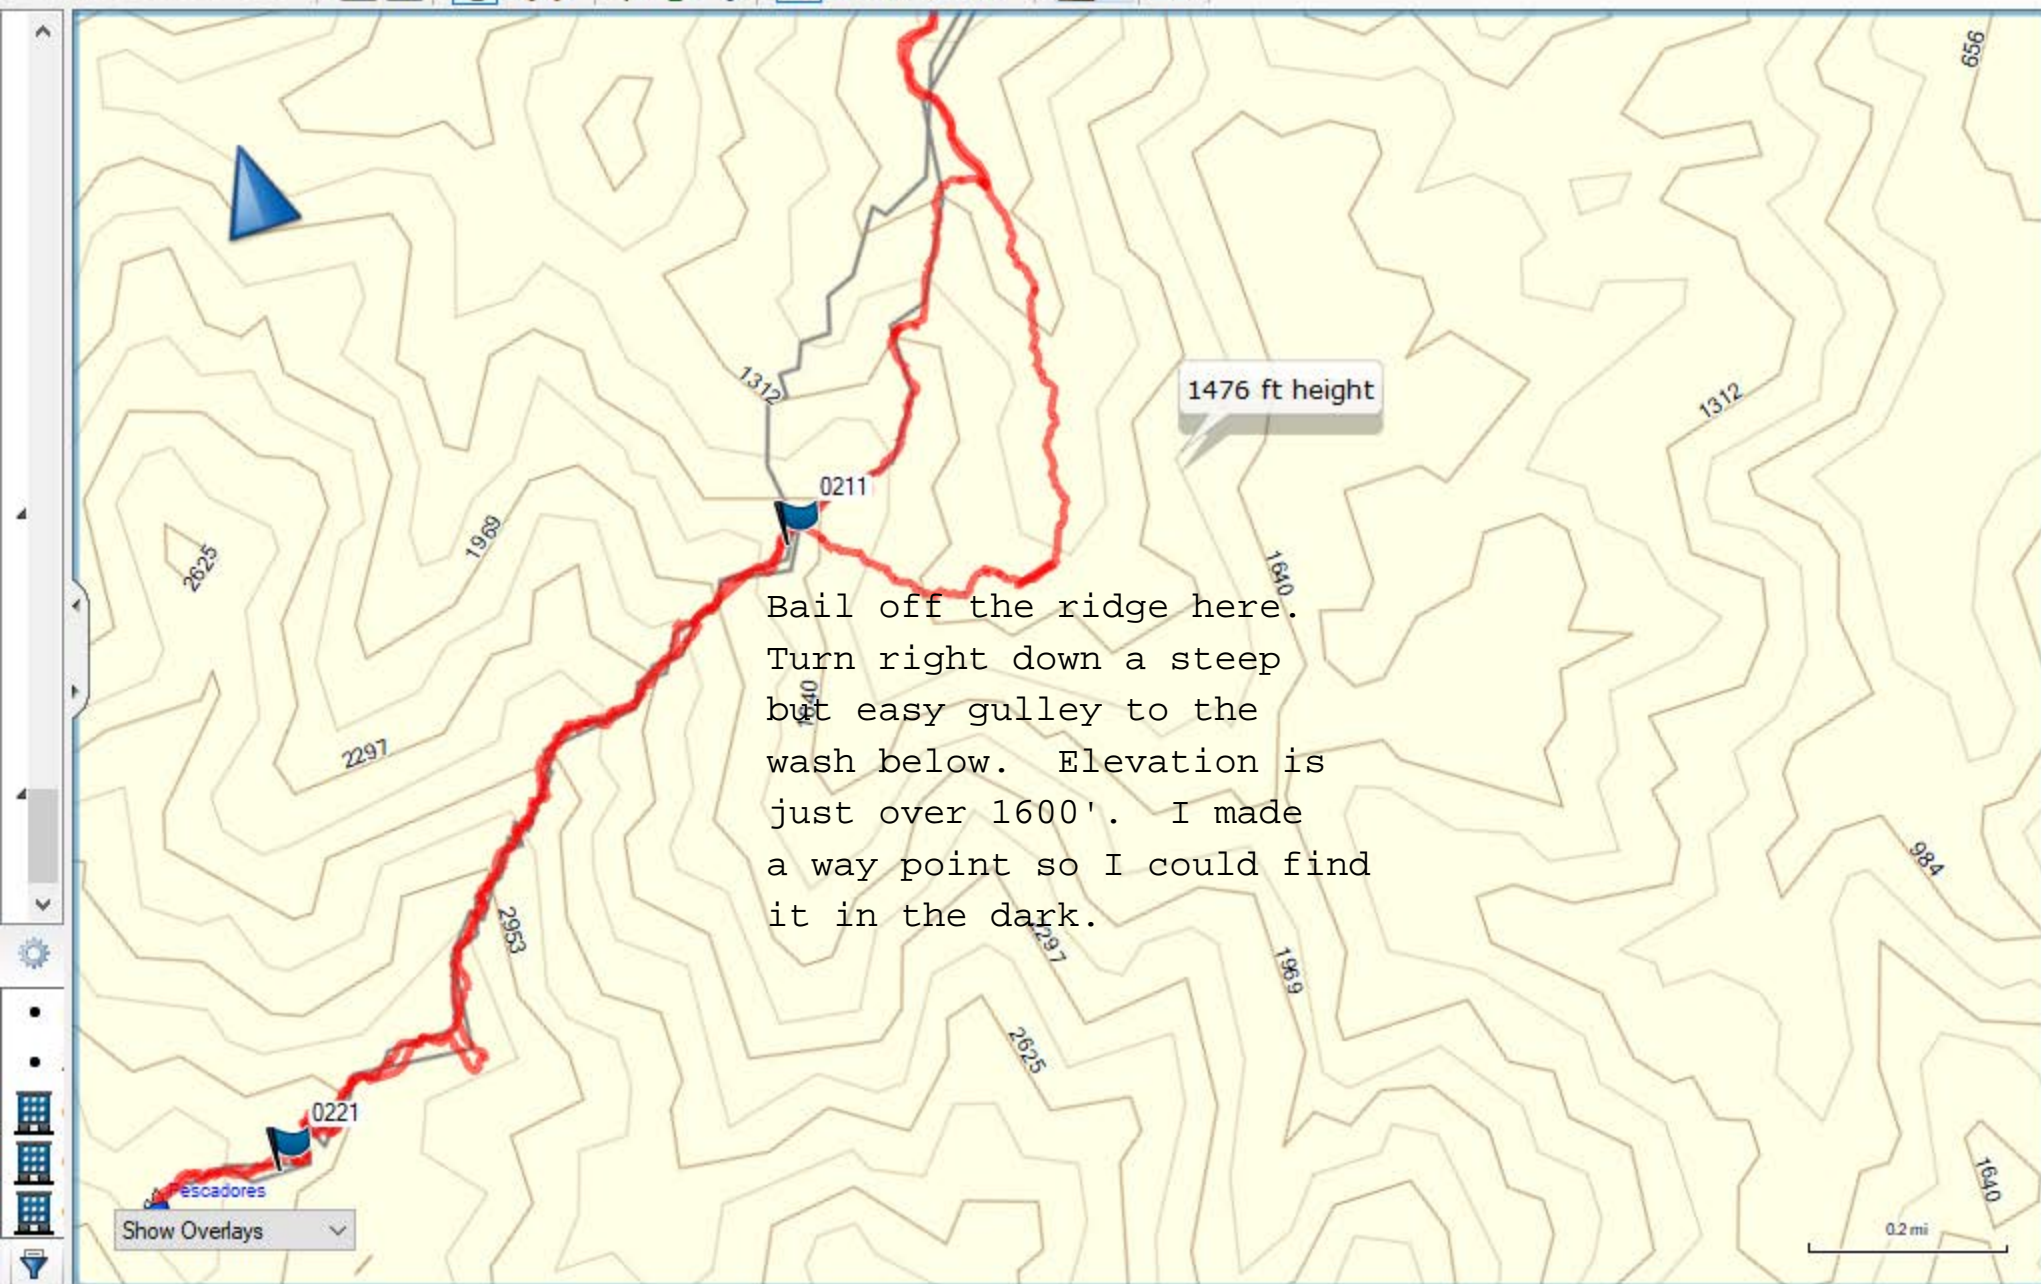 656
1312
1476 ft height
1312
0211
1969
2625
1640
Bail off the ridge here.
Turn right down a steep
but easy gulley to the
wash below.  Elevation is
just over 1600'.  I made
a way point so I could find
it in the dark.
1640
2297
984
2953
2297
1969
2625
0221
1640
Pescadores
Show Overlays
0.2 mi